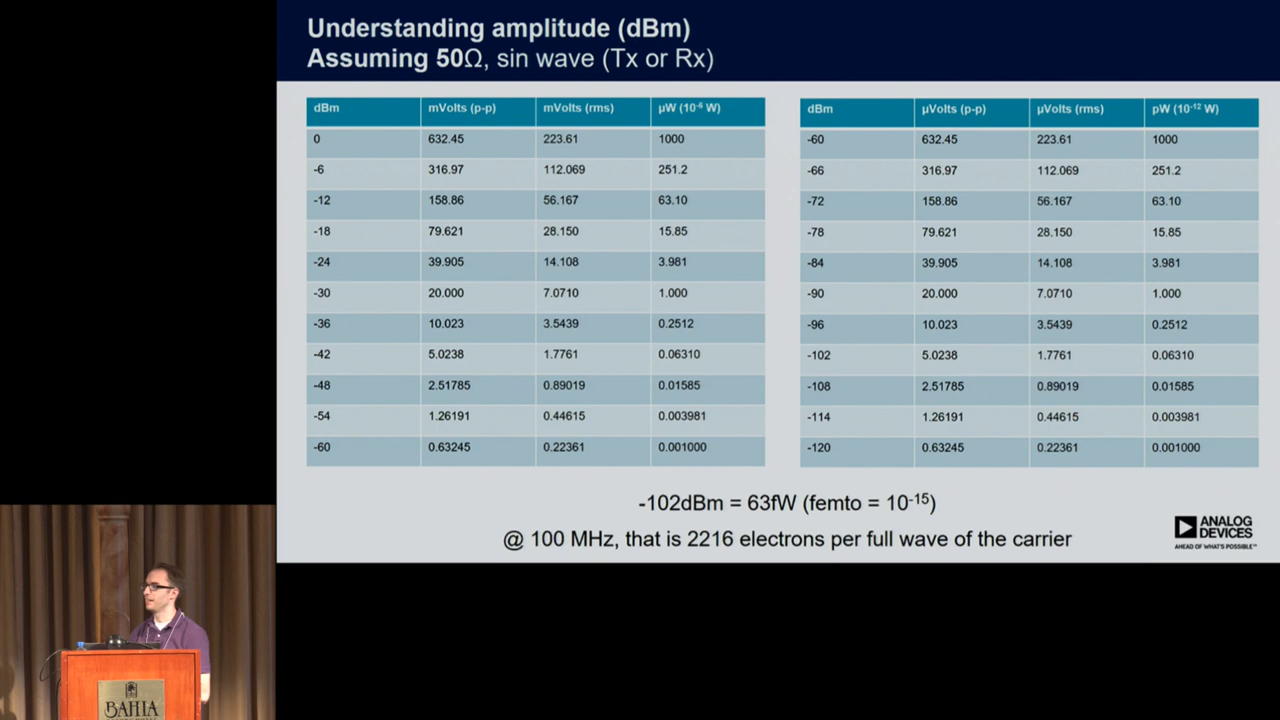 Understanding amplitude (dBm)
Assuming 50Ω, sin wave (Tx or Rx)
dBm mVolts (p-p) mVolts (rms) µW (10-6 W)
0 632.45 223.61 1000
-6 316.97 112.069 251.2
-12 158.86 56.167 63.10
-18 79.621 28.150 15.85
-24 39.905 14.108 3.981
-30 20.000 7.0710 1.000
-36 10.023 3.5439 0.2512
-42 5.0238 1.7761 0.06310
-48 2.51785 0.89019 0.01585
-54 1.26191 0.44615 0.003981
-60 0.63245 0.22361 0.001000
dBm µVolts (p-p) µVolts (rms) pW (10-12 W)
-60 632.45 223.61 1000
-66 316.97 112.069 251.2
-72 158.86 56.167 63.10
-78 79.621 28.150 15.85
-84 39.905 14.108 3.981
-90 20.000 7.0710 1.000
-96 10.023 3.5439 0.2512
-102 5.0238 1.7761 0.06310
-108 2.51785 0.89019 0.01585
-114 1.26191 0.44615 0.003981
-120 0.63245 0.22361 0.001000
-102dBm = 63fW (femto = 10-15)
@ 100 MHz, that is 2216 electrons per full wave of the carrier
ANALOG
DEVICES
AHEAD OF WHAT'S POSSIBLE™
BAHIA